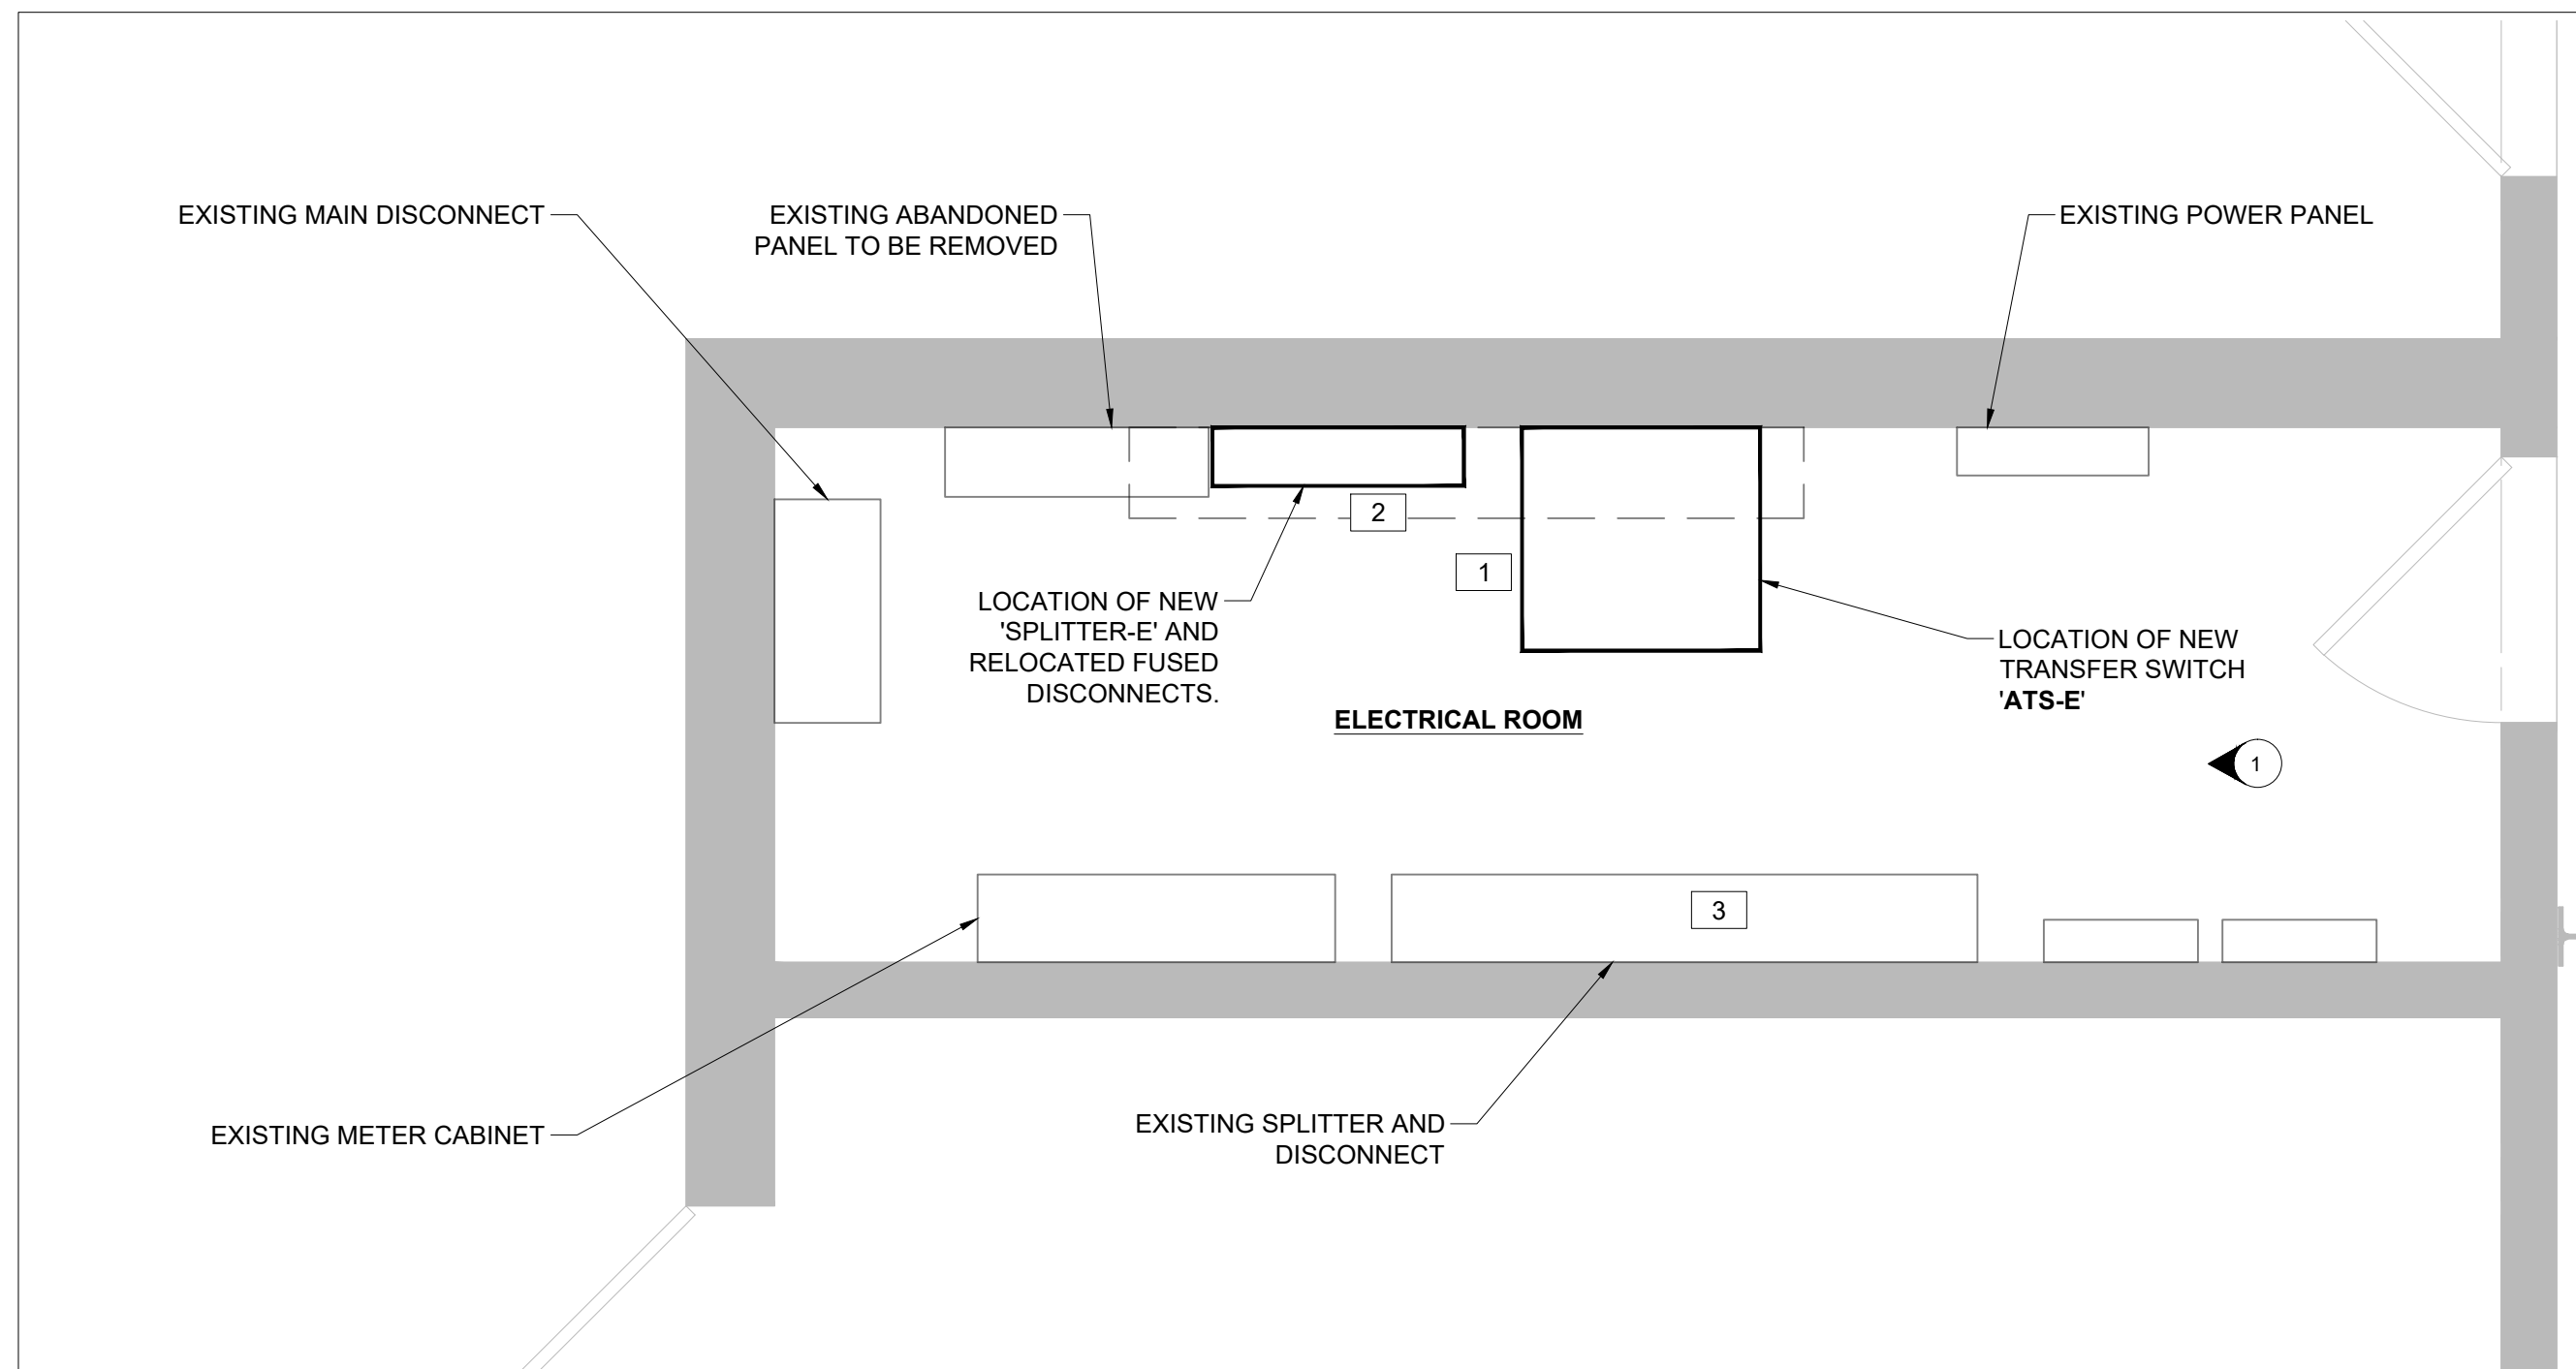 EXISTING MAIN DISCONNECT
EXISTING ABANDONED
PANEL TO BE REMOVED
EXISTING POWER PANEL
2
1
LOCATION OF NEW
'SPLITTER-E' AND
RELOCATED FUSED
DISCONNECTS.
LOCATION OF NEW
TRANSFER SWITCH
'ATS-E'
ELECTRICAL ROOM
1
3
EXISTING METER CABINET
EXISTING SPLITTER AND
DISCONNECT